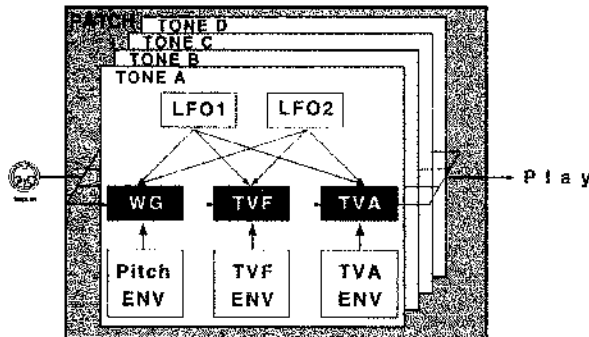 PATCH
TONE D
TONE C
TONE B
TONE A
LFO1 LFO2
WG TVF TVA
Pitch ENV
TVF ENV
TVA ENV
Play